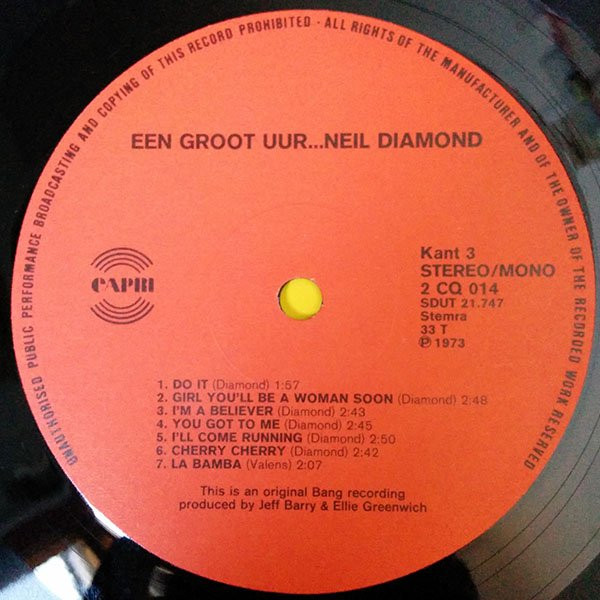 UNAUTHORISED PUBLIC PERFORMANCE BROADCASTING AND COPYING OF THIS RECORD PROHIBITED · ALL RIGHTS OF THE MANUFACTURER AND OF THE OWNER OF THE RECORDED WORK RESERVED
EEN GROOT UUR...NEIL DIAMOND
CAPRI
Kant 3
STEREO/MONO
2 CQ 014
SDUT 21.747
Stemra
33 T
℗ 1973
1. DO IT (Diamond) 1:57
2. GIRL YOU'LL BE A WOMAN SOON (Diamond) 2:48
3. I'M A BELIEVER (Diamond) 2:43
4. YOU GOT TO ME (Diamond) 2:45
5. I'LL COME RUNNING (Diamond) 2:50
6. CHERRY CHERRY (Diamond) 2:42
7. LA BAMBA (Valens) 2:07
This is an original Bang recording
produced by Jeff Barry & Ellie Greenwich